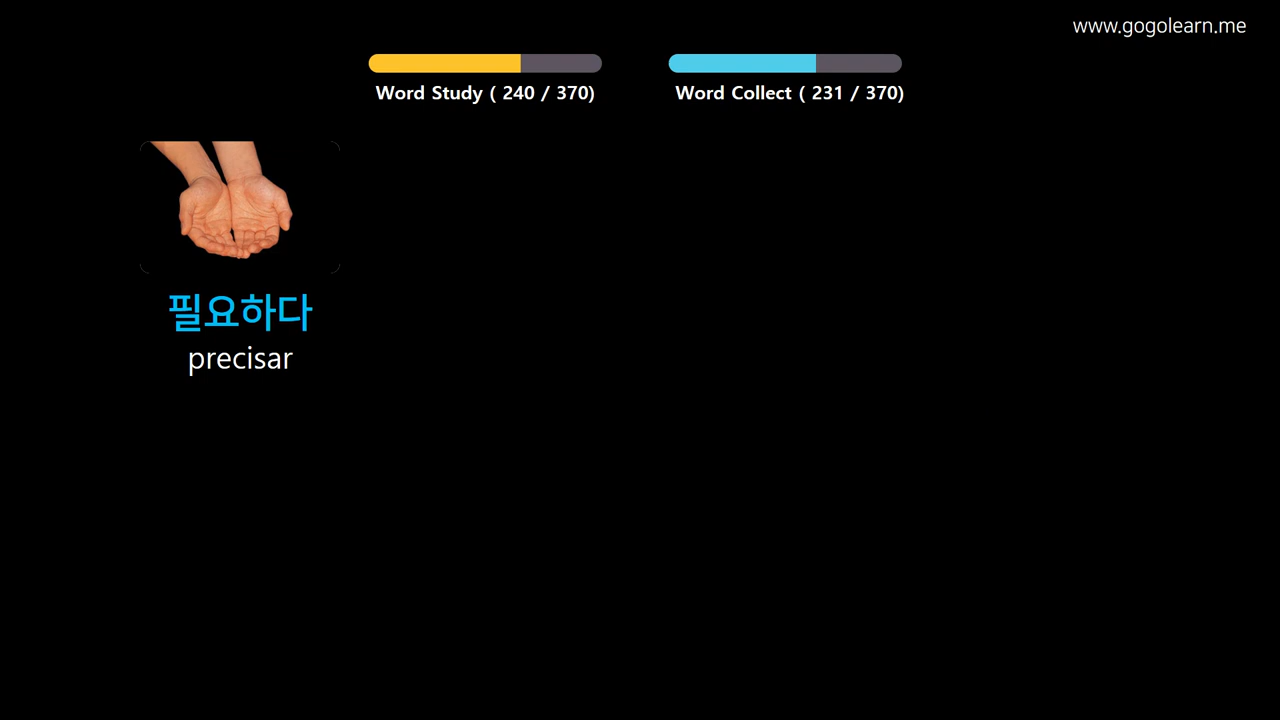 www.gogolearn.me
Word Study ( 240 / 370)
Word Collect ( 231 / 370)
필요하다
precisar